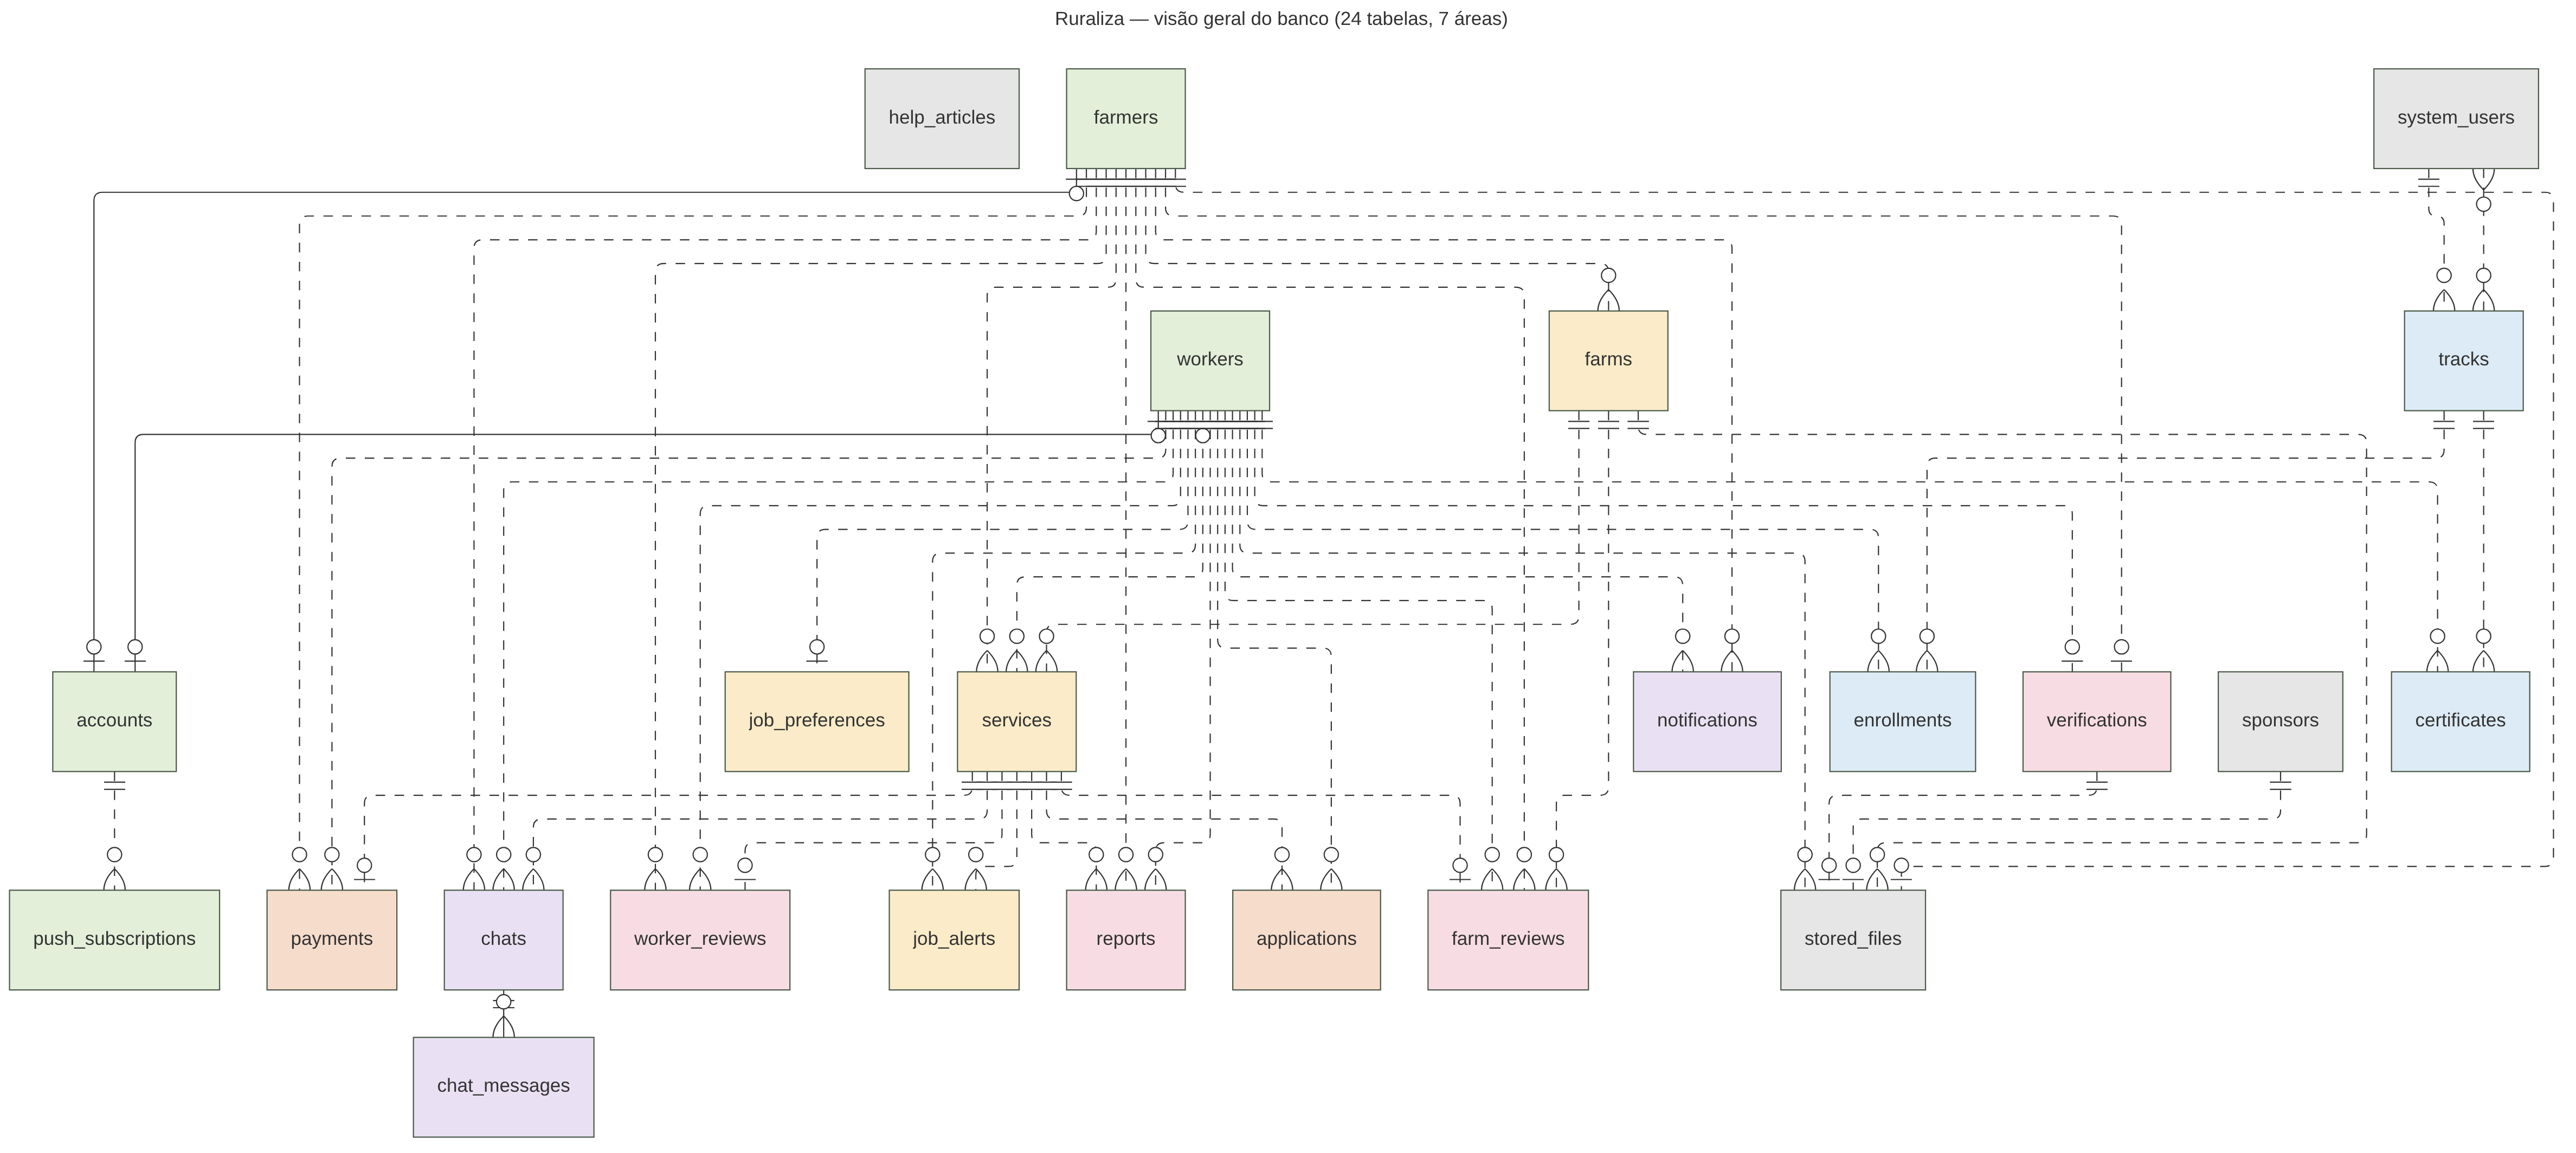 Ruraliza — visão geral do banco (24 tabelas, 7 áreas)
help_articles
farmers
system_users
workers
farms
tracks
accounts
job_preferences
services
notifications
enrollments
verifications
sponsors
certificates
push_subscriptions
payments
chats
worker_reviews
job_alerts
reports
applications
farm_reviews
stored_files
chat_messages